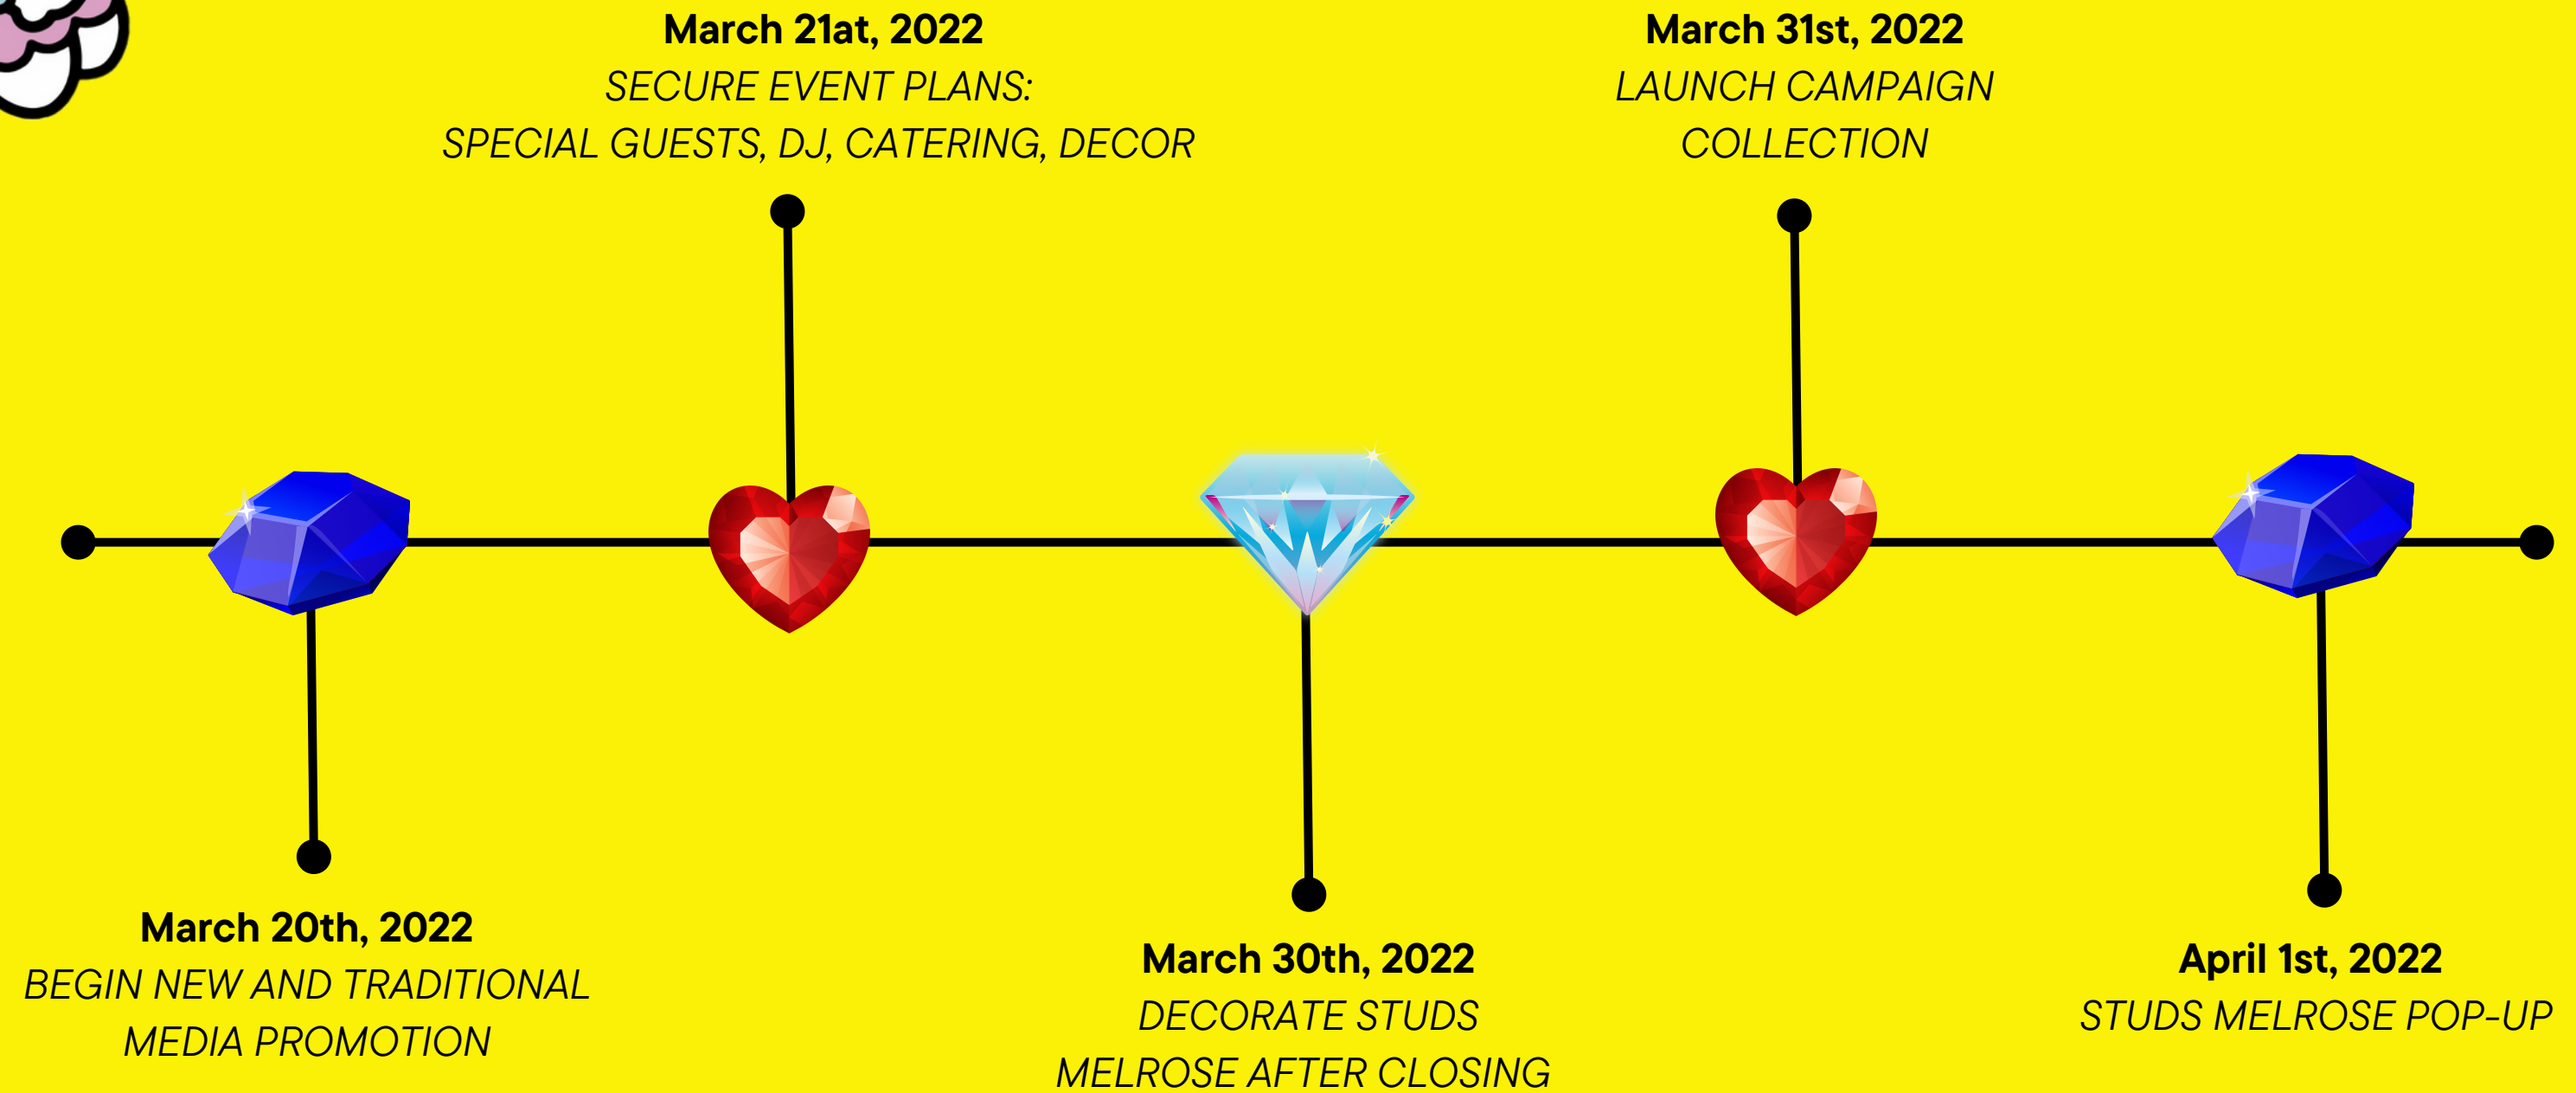 March 21at, 2022
SECURE EVENT PLANS:
SPECIAL GUESTS, DJ, CATERING, DECOR
March 31st, 2022
LAUNCH CAMPAIGN
COLLECTION
March 20th, 2022
BEGIN NEW AND TRADITIONAL
MEDIA PROMOTION
March 30th, 2022
DECORATE STUDS
MELROSE AFTER CLOSING
April 1st, 2022
STUDS MELROSE POP-UP